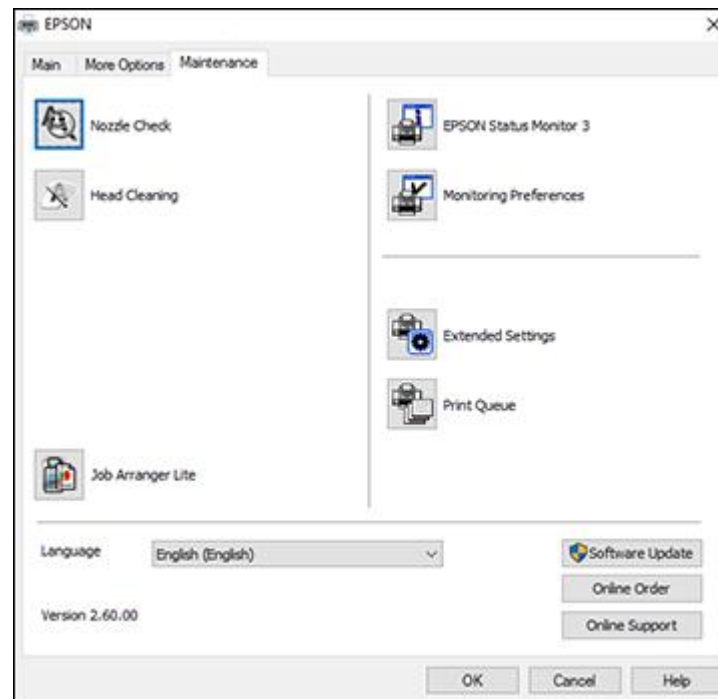 EPSON
Main More Options Maintenance
Nozzle Check
EPSON Status Monitor 3
Head Cleaning
Monitoring Preferences
Extended Settings
Print Queue
Job Arranger Lite
Language English (English)
Software Update
Online Order
Version 2.60.00
Online Support
OK Cancel Help